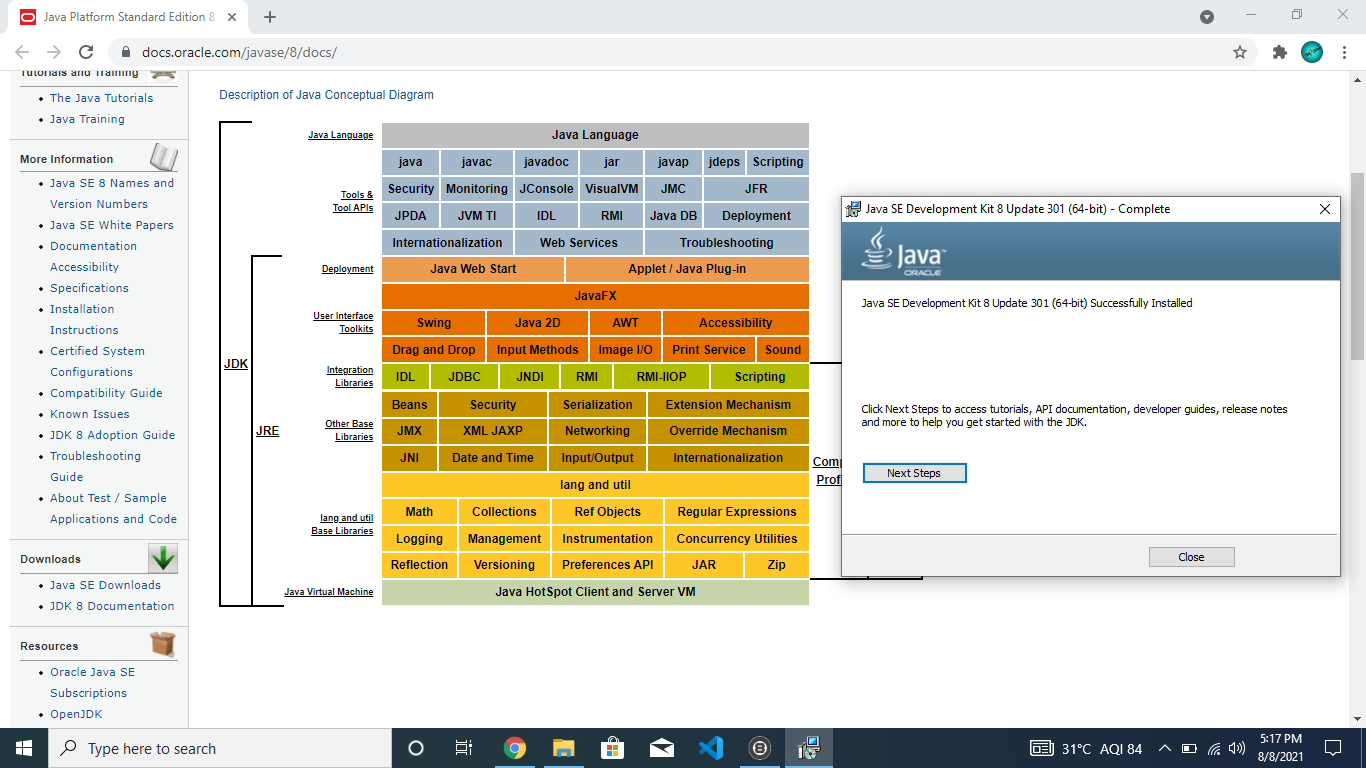 Java Platform Standard Edition 8
docs.oracle.com/javase/8/docs/
Tutorials and Training
The Java Tutorials
Java Training
More Information
Java SE 8 Names and
Version Numbers
Java SE White Papers
Documentation
Accessibility
Specifications
Installation
Instructions
Certified System
Configurations
Compatibility Guide
Known Issues
JDK 8 Adoption Guide
Troubleshooting
Guide
About Test / Sample
Applications and Code
Downloads
Java SE Downloads
JDK 8 Documentation
Resources
Oracle Java SE
Subscriptions
OpenJDK
Description of Java Conceptual Diagram
JDK
JRE
Java Language
Java Language
Tools &
Tool APIs
java javac javadoc jar javap jdeps Scripting
Security Monitoring JConsole VisualVM JMC JFR
JPDA JVM TI IDL RMI Java DB Deployment
Internationalization Web Services Troubleshooting
Deployment
Java Web Start Applet / Java Plug-in
User Interface
Toolkits
JavaFX
Swing Java 2D AWT Accessibility
Drag and Drop Input Methods Image I/O Print Service Sound
Integration
Libraries
IDL JDBC JNDI RMI RMI-IIOP Scripting
Other Base
Libraries
Beans Security Serialization Extension Mechanism
JMX XML JAXP Networking Override Mechanism
JNI Date and Time Input/Output Internationalization
lang and util
Base Libraries
lang and util
Math Collections Ref Objects Regular Expressions
Logging Management Instrumentation Concurrency Utilities
Reflection Versioning Preferences API JAR Zip
Java Virtual Machine
Java HotSpot Client and Server VM
Java SE Development Kit 8 Update 301 (64-bit) - Complete
Java™
ORACLE
Java SE Development Kit 8 Update 301 (64-bit) Successfully Installed
Click Next Steps to access tutorials, API documentation, developer guides, release notes
and more to help you get started with the JDK.
Next Steps
Close
Type here to search
31°C AQI 84
5:17 PM
8/8/2021